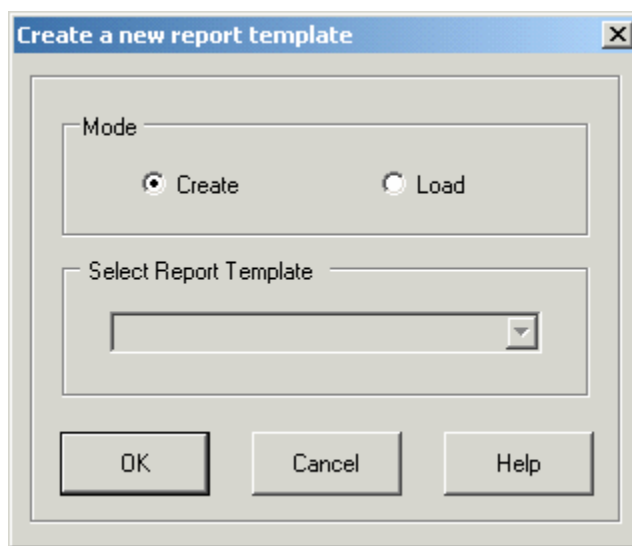 Create a new report template
Mode
Create Load
Select Report Template
OK Cancel Help